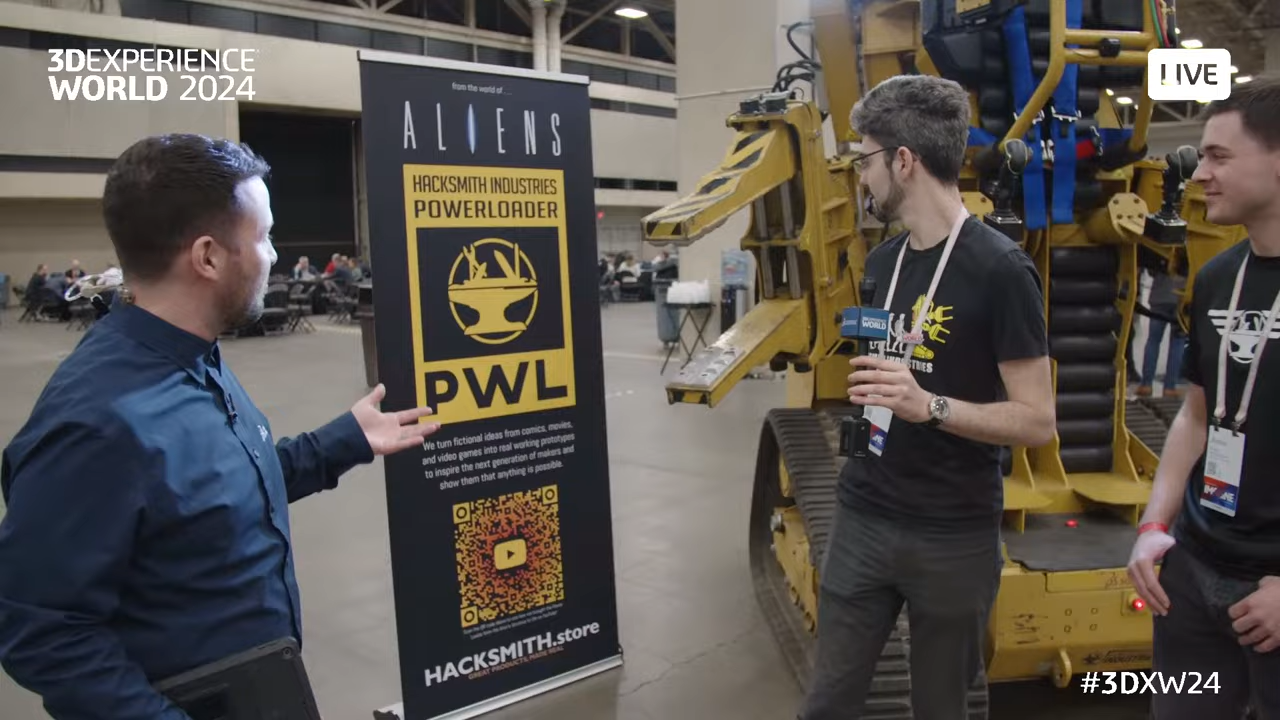 3DEXPERIENCE
WORLD 2024
LIVE
from the world of ...
ALIENS
HACKSMITH INDUSTRIES
POWERLOADER
PWL
We turn fictional ideas from comics, movies,
and video games into real working prototypes
to inspire the next generation of makers and
show them that anything is possible.
HACKSMITH.store
GREAT PRODUCTS, MADE REAL
3DEXPERIENCE
WORLD
#3DXW24